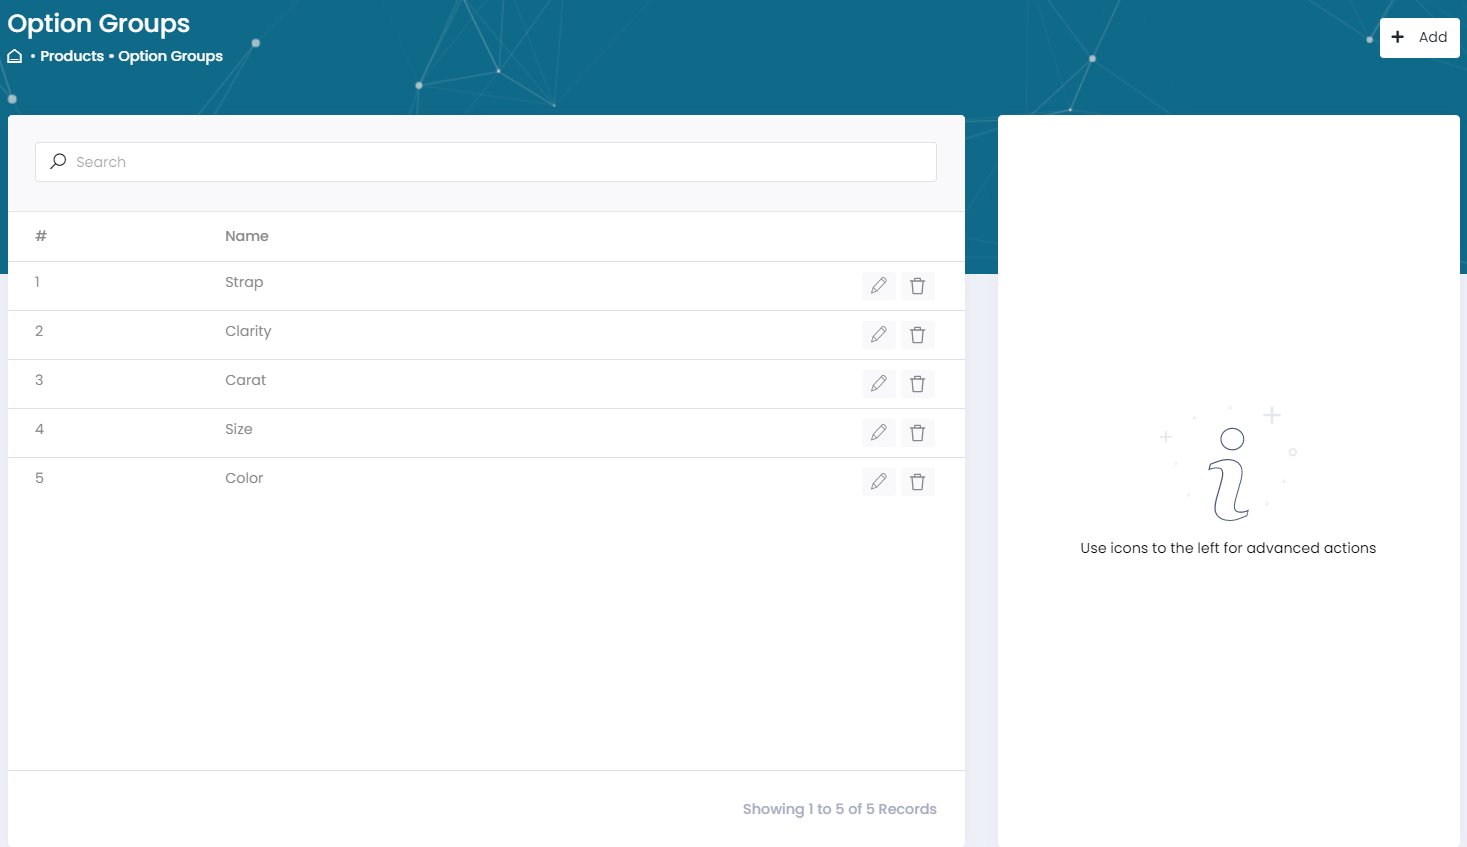 Option Groups
• Products • Option Groups
+ Add
Search
# Name
1 Strap
2 Clarity
3 Carat
4 Size
5 Color
Use icons to the left for advanced actions
Showing 1 to 5 of 5 Records